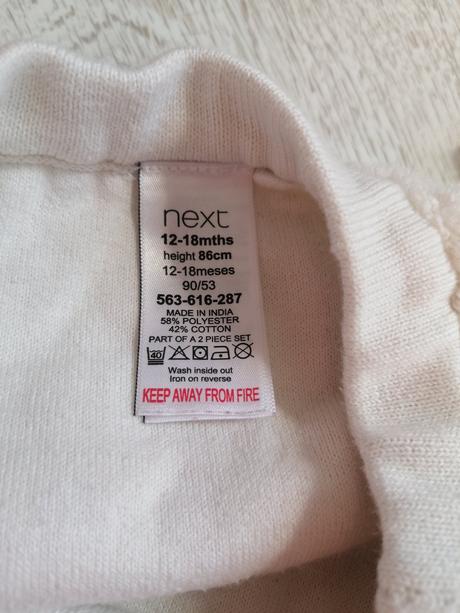 next
12-18mths
height 86cm
12-18meses
90/53
563-616-287
MADE IN INDIA
58% POLYESTER
42% COTTON
PART OF A 2 PIECE SET
40
Wash inside out
Iron on reverse
KEEP AWAY FROM FIRE